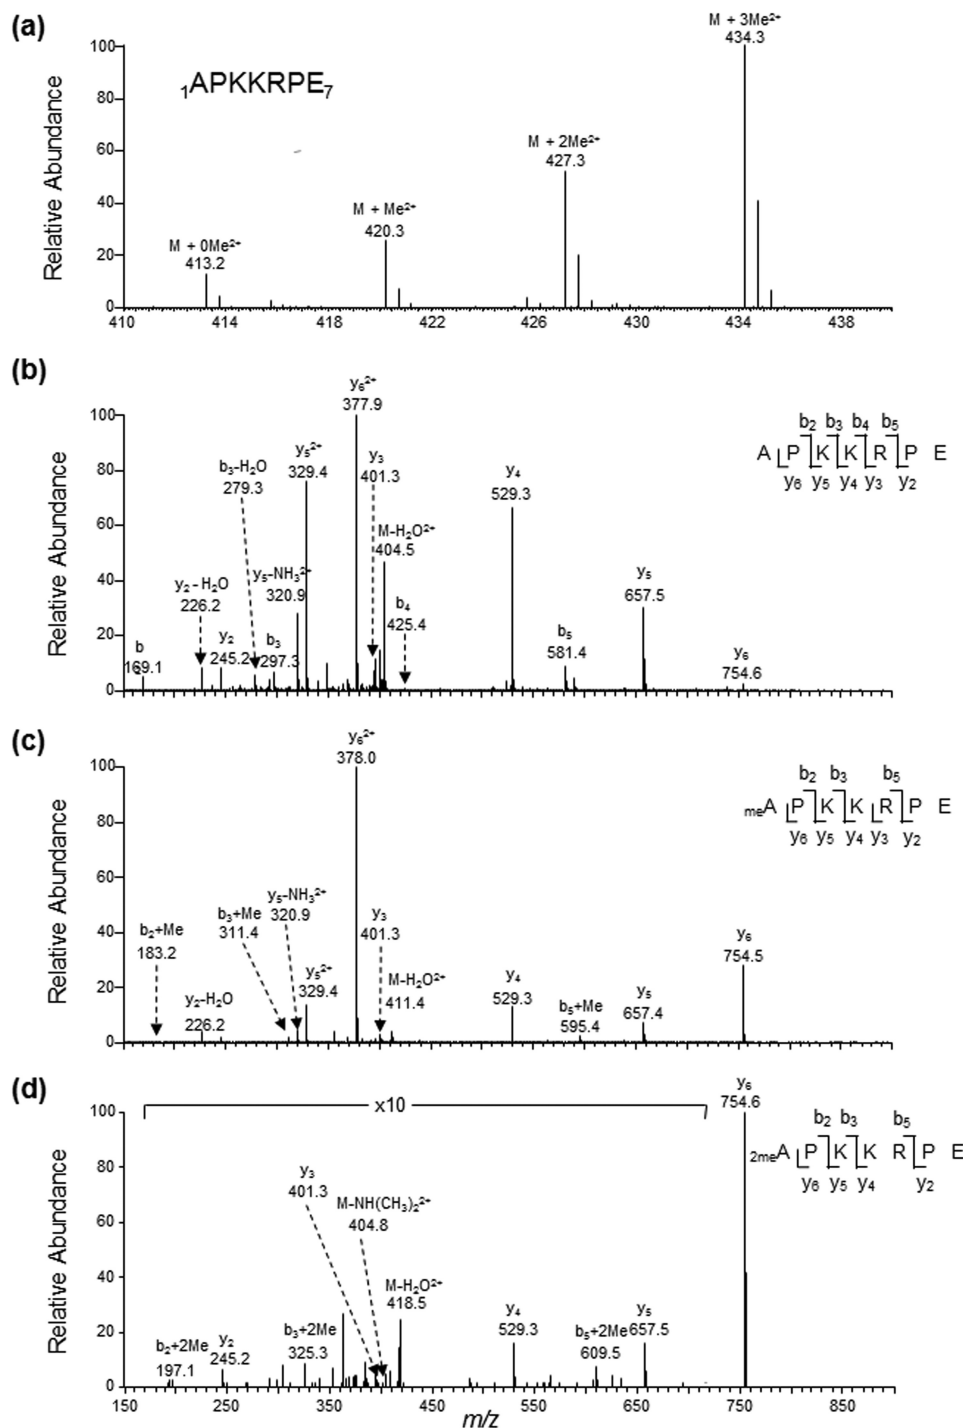 (a)
M + 3Me²⁺
434.3
₁APKKRPE₇
M + 2Me²⁺
427.3
M + Me²⁺
420.3
M + 0Me²⁺
413.2
Relative Abundance
100
80
60
40
20
0
410 414 418 422 426 430 434 438
(b)
y₆²⁺
377.9
y₅²⁺
329.4
y₃
401.3
b₃-H₂O
279.3
y₄
529.3
M-H₂O²⁺
404.5
y₂-H₂O
226.2
y₅-NH₃²⁺
320.9
b₄
425.4
y₅
657.5
b
169.1
y₂
245.2
b₃
297.3
b₅
581.4
y₆
754.6
b₂ b₃ b₄ b₅
A P K K R P E
y₆ y₅ y₄ y₃ y₂
Relative Abundance
100
80
60
40
20
0
(c)
y₆²⁺
378.0
b₂ b₃ b₅
meA P K K R P E
y₆ y₅ y₄ y₃ y₂
y₅-NH₃²⁺
320.9
b₃+Me
311.4
b₂+Me
183.2
y₃
401.3
y₆
754.5
y₂-H₂O
226.2
y₅²⁺
329.4
M-H₂O²⁺
411.4
y₄
529.3
b₅+Me
595.4
y₅
657.4
Relative Abundance
100
80
60
40
20
0
(d)
x10
y₆
754.6
b₂ b₃ b₅
2meA P K K R P E
y₆ y₅ y₄ y₂
y₃
401.3
M-NH(CH₃)₂²⁺
404.8
M-H₂O²⁺
418.5
b₂+2Me
197.1
y₂
245.2
b₃+2Me
325.3
y₄
529.3
b₅+2Me
609.5
y₅
657.5
Relative Abundance
100
80
60
40
20
0
150 250 350 450 550 650 750 850
m/z